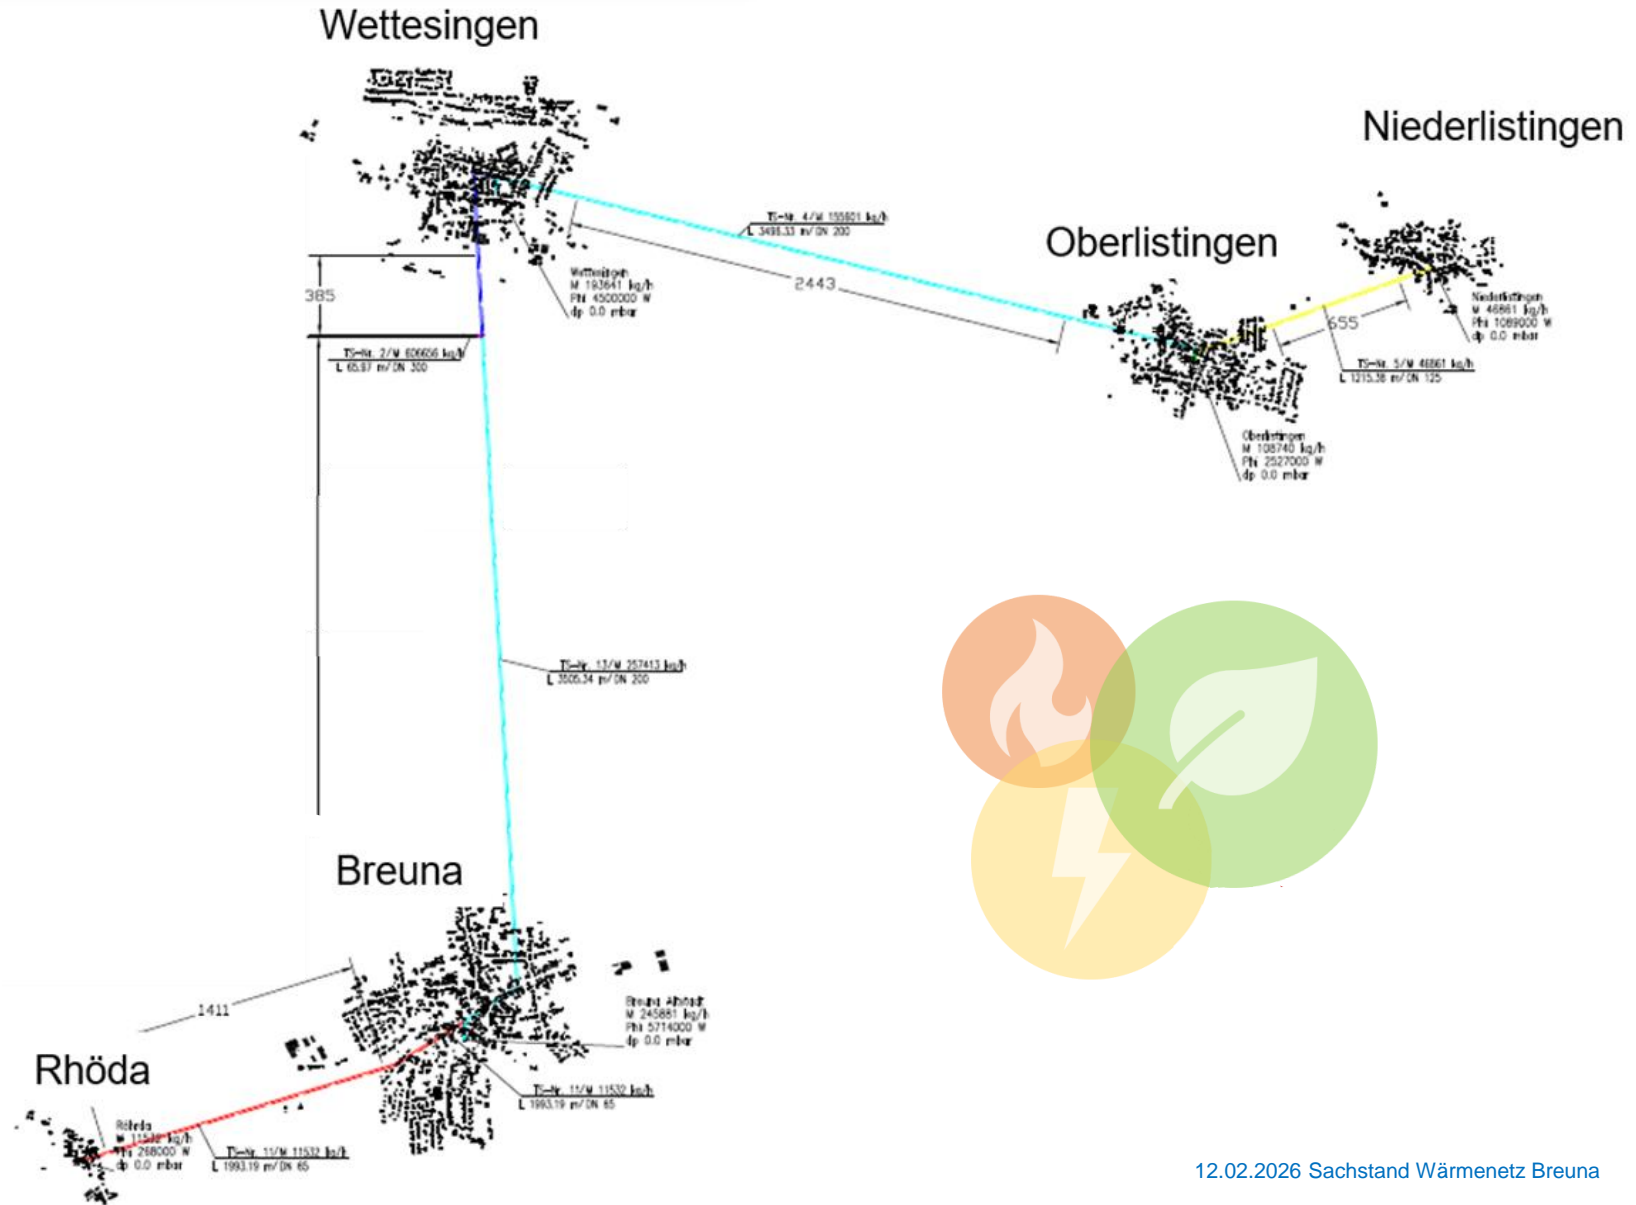 Wettesingen
Niederlistingen
TS-Nr. 4/M 155601 kg/h
L 3498.33 m/DN 200
Oberlistingen
2443
Wettesingen
M 193641 kg/h
Phi 4500000 W
dp 0.0 mbar
385
Niederlistingen
M 46861 kg/h
Phi 1089000 W
dp 0.0 mbar
655
TS-Nr. 2/M 606656 kg/h
L 65.97 m/DN 300
TS-Nr. 5/M 46861 kg/h
L 1215.38 m/DN 125
Oberlistingen
M 108740 kg/h
Phi 2527000 W
dp 0.0 mbar
TS-Nr. 13/M 257413 kg/h
L 3505.34 m/DN 200
Breuna
1411
Breuna Altstadt
M 245881 kg/h
Phi 5714000 W
dp 0.0 mbar
Rhöda
TS-Nr. 11/M 11532 kg/h
L 1993.19 m/DN 65
M 11532 kg/h
Phi 268000 W
dp 0.0 mbar
TS-Nr. 11/M 11532 kg/h
L 1993.19 m/DN 65
12.02.2026 Sachstand Wärmenetz Breuna